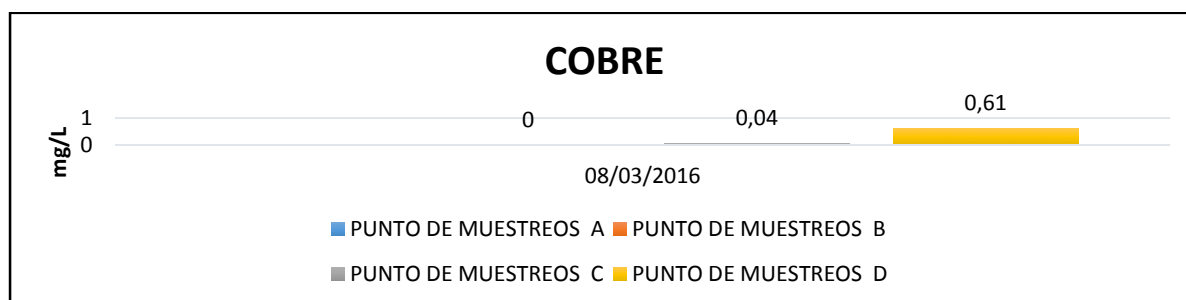 COBRE
mg/L
1
0
0
0,04
0,61
08/03/2016
PUNTO DE MUESTREOS A
PUNTO DE MUESTREOS B
PUNTO DE MUESTREOS C
PUNTO DE MUESTREOS D